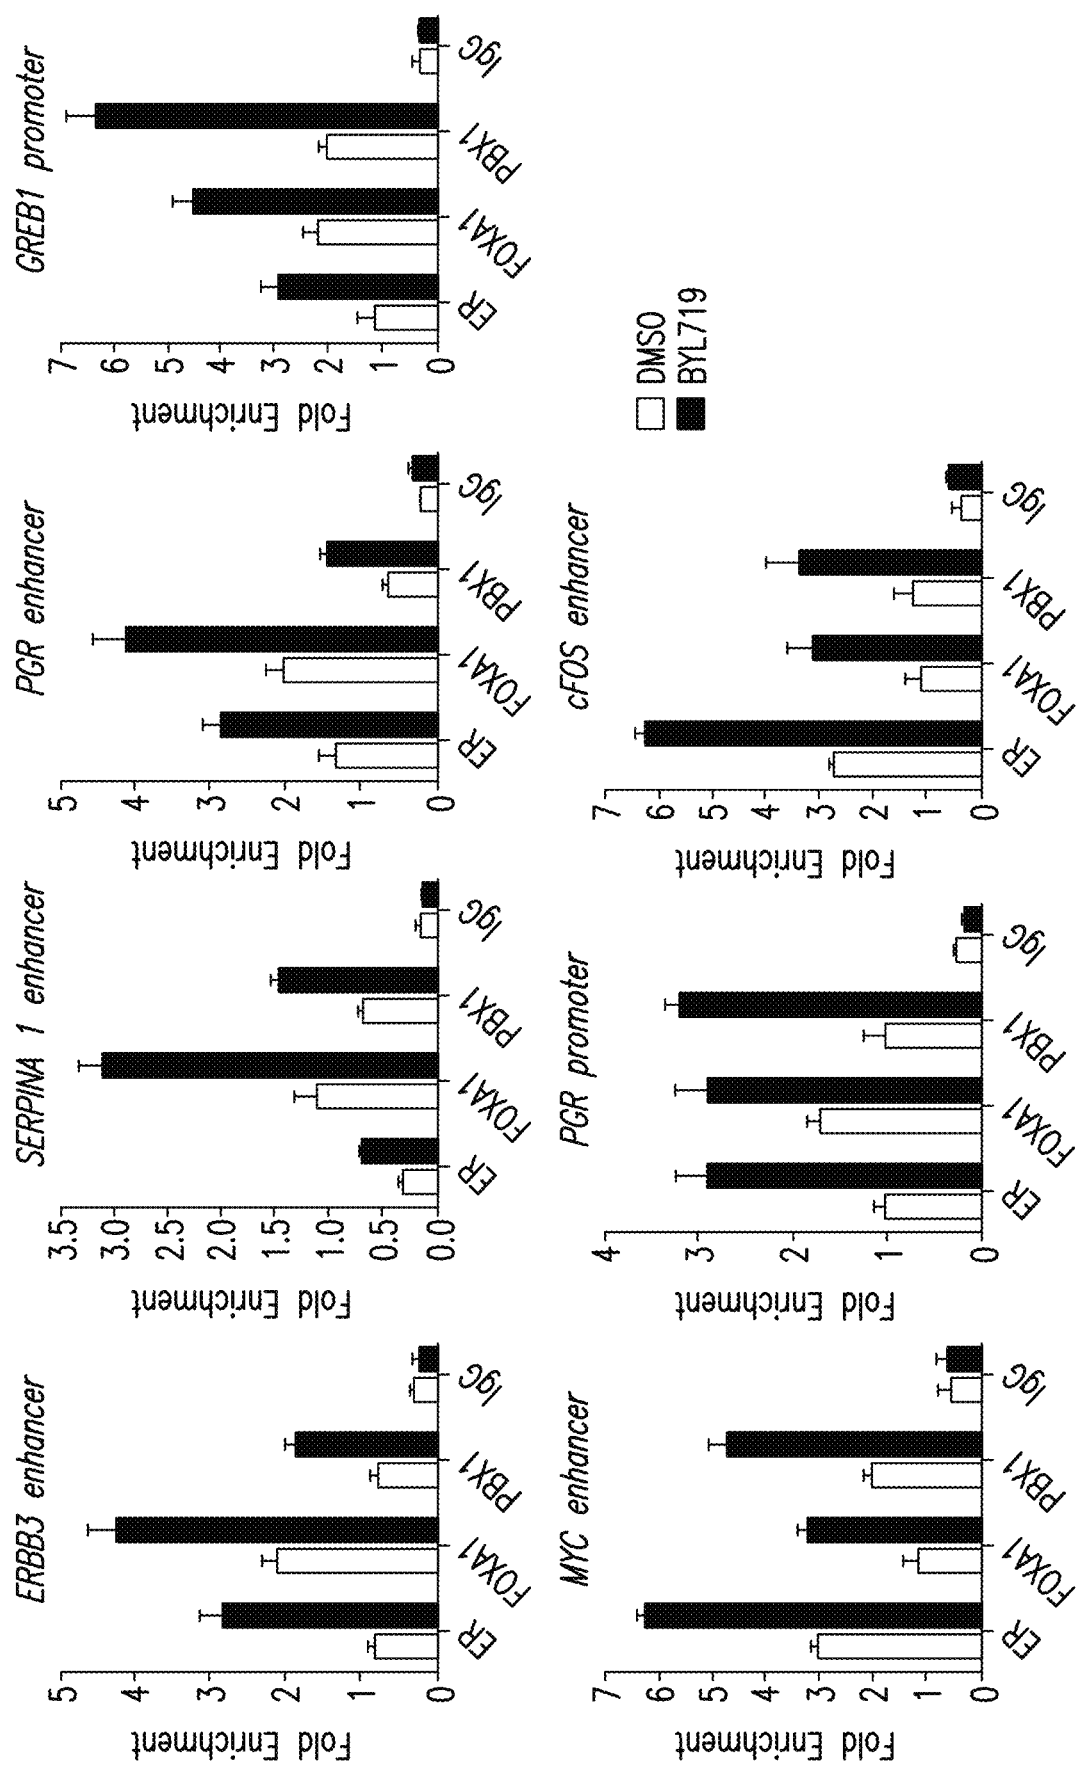 ERBB3 enhancer
Fold Enrichment
5
4
3
2
1
0
ER
FOXA1
PBX1
IgG
SERPINA 1 enhancer
Fold Enrichment
3.5
3.0
2.5
2.0
1.5
1.0
0.5
0.0
ER
FOXA1
PBX1
IgG
PGR enhancer
Fold Enrichment
5
4
3
2
1
0
ER
FOXA1
PBX1
IgG
GREB1 promoter
Fold Enrichment
7
6
5
4
3
2
1
0
ER
FOXA1
PBX1
IgG
MYC enhancer
Fold Enrichment
7
6
5
4
3
2
1
0
ER
FOXA1
PBX1
IgG
PGR promoter
Fold Enrichment
4
3
2
1
0
ER
FOXA1
PBX1
IgG
cFOS enhancer
Fold Enrichment
7
6
5
4
3
2
1
0
ER
FOXA1
PBX1
IgG
DMSO
BYL719